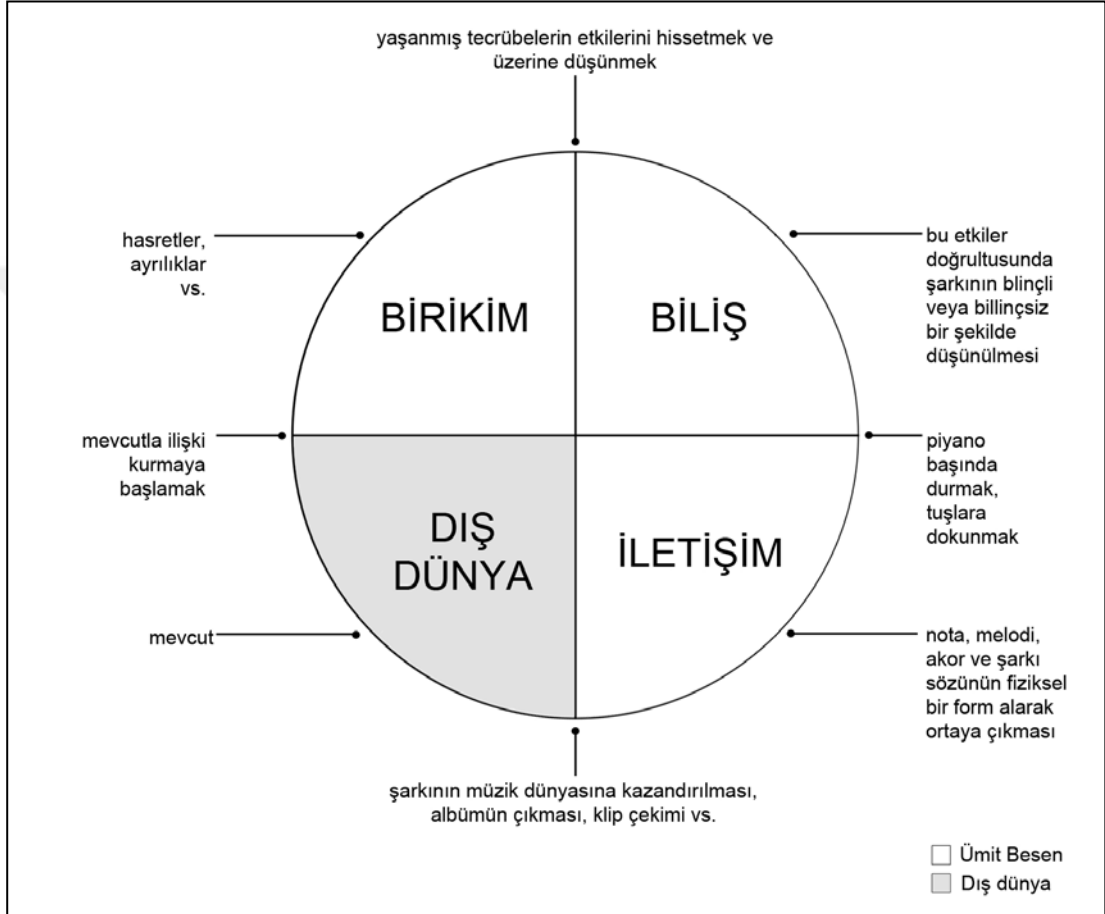 yaşanmış tecrübelerin etkilerini hissetmek ve
üzerine düşünmek
hasretler,
ayrılıklar
vs.
bu etkiler
doğrultusunda
şarkının blinçli
veya billinçsiz
bir şekilde
düşünülmesi
BİRİKİM
BİLİŞ
mevcutla ilişki
kurmaya
başlamak
piyano
başında
durmak,
tuşlara
dokunmak
DIŞ
DÜNYA
İLETİŞİM
mevcut
nota, melodi,
akor ve şarkı
sözünün fiziksel
bir form alarak
ortaya çıkması
şarkının müzik dünyasına kazandırılması,
albümün çıkması, klip çekimi vs.
Ümit Besen
Dış dünya